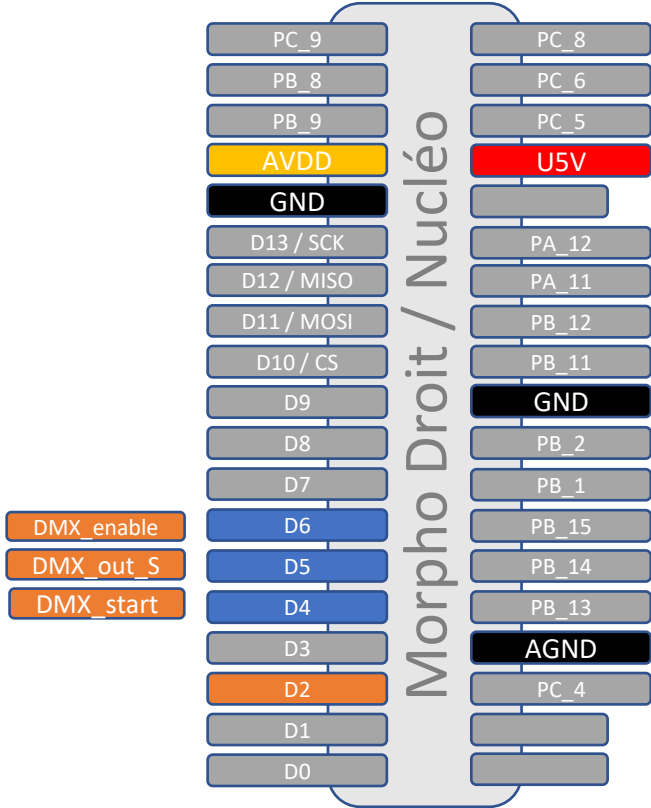 PC_9 PC_8
PB_8 PC_6
PB_9 PC_5
AVDD U5V
GND
D13 / SCK PA_12
D12 / MISO PA_11
D11 / MOSI PB_12
D10 / CS PB_11
D9 GND
D8 PB_2
D7 PB_1
DMX_enable D6 PB_15
DMX_out_S D5 PB_14
DMX_start D4 PB_13
D3 AGND
D2 PC_4
D1
D0
Morpho Droit / Nucléo